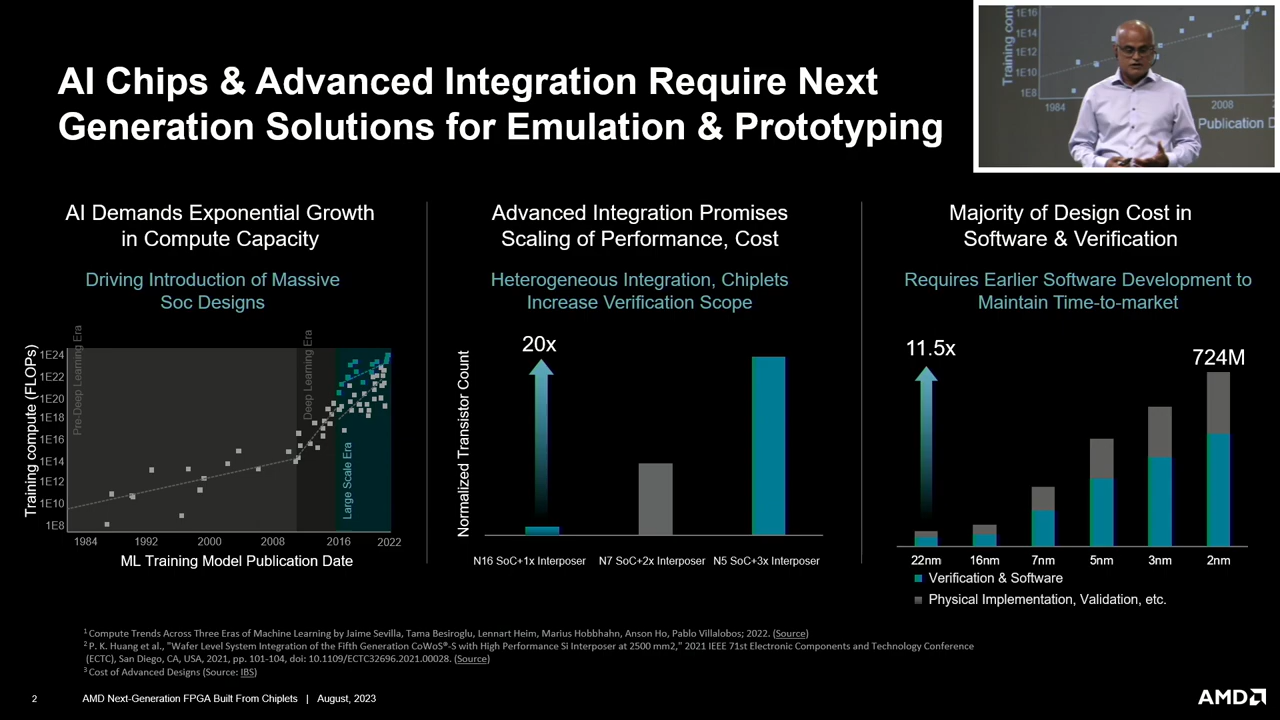 AI Chips & Advanced Integration Require Next
Generation Solutions for Emulation & Prototyping
1E16
1E14
1E12
1E10
1E8
Training com
1984
2008
Publication D
AI Demands Exponential Growth
in Compute Capacity
Driving Introduction of Massive
Soc Designs
Training compute (FLOPs)
1E24
1E22
1E20
1E18
1E16
1E14
1E12
1E10
1E8
Pre-Deep Learning Era
Deep Learning Era
Large Scale Era
1984
1992
2000
2008
2016
2022
ML Training Model Publication Date
Advanced Integration Promises
Scaling of Performance, Cost
Heterogeneous Integration, Chiplets
Increase Verification Scope
Normalized Transistor Count
20x
N16 SoC+1x Interposer
N7 SoC+2x Interposer
N5 SoC+3x Interposer
Majority of Design Cost in
Software & Verification
Requires Earlier Software Development to
Maintain Time-to-market
11.5x
724M
22nm
16nm
7nm
5nm
3nm
2nm
Verification & Software
Physical Implementation, Validation, etc.
1 Compute Trends Across Three Eras of Machine Learning by Jaime Sevilla, Tama Besiroglu, Lennart Heim, Marius Hobbhahn, Anson Ho, Pablo Villalobos; 2022. (Source)
2 P. K. Huang et al., "Wafer Level System Integration of the Fifth Generation CoWoS®-S with High Performance Si Interposer at 2500 mm2," 2021 IEEE 71st Electronic Components and Technology Conference
(ECTC), San Diego, CA, USA, 2021, pp. 101-104, doi: 10.1109/ECTC32696.2021.00028. (Source)
3 Cost of Advanced Designs (Source: IBS)
2
AMD Next-Generation FPGA Built From Chiplets | August, 2023
AMD